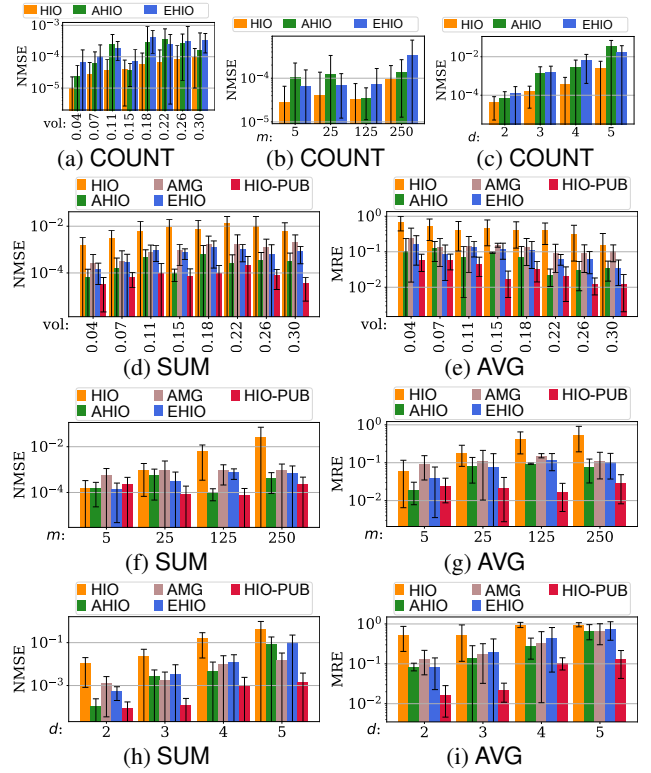 HIO AHIO EHIO
NMSE
10⁻³
10⁻⁴
10⁻⁵
vol: 0.04 0.07 0.11 0.15 0.18 0.22 0.26 0.30
(a) COUNT
HIO AHIO EHIO
NMSE
10⁻⁴
10⁻⁵
m: 5 25 125 250
(b) COUNT
HIO AHIO EHIO
NMSE
10⁻²
10⁻⁴
d: 2 3 4 5
(c) COUNT
HIO AMG HIO-PUB
AHIO EHIO
NMSE
10⁻²
10⁻⁴
vol: 0.04 0.07 0.11 0.15 0.18 0.22 0.26 0.30
(d) SUM
HIO AMG HIO-PUB
AHIO EHIO
MRE
10⁰
10⁻¹
10⁻²
0.04 0.07 0.11 0.15 0.18 0.22 0.26 0.30
(e) AVG
HIO AMG HIO-PUB
AHIO EHIO
NMSE
10⁻²
10⁻⁴
m: 5 25 125 250
(f) SUM
HIO AMG HIO-PUB
AHIO EHIO
MRE
10⁰
10⁻¹
10⁻²
m: 5 25 125 250
(g) AVG
HIO AMG HIO-PUB
AHIO EHIO
NMSE
10⁻¹
10⁻³
d: 2 3 4 5
(h) SUM
HIO AMG HIO-PUB
AHIO EHIO
MRE
10⁰
10⁻¹
10⁻²
d: 2 3 4 5
(i) AVG